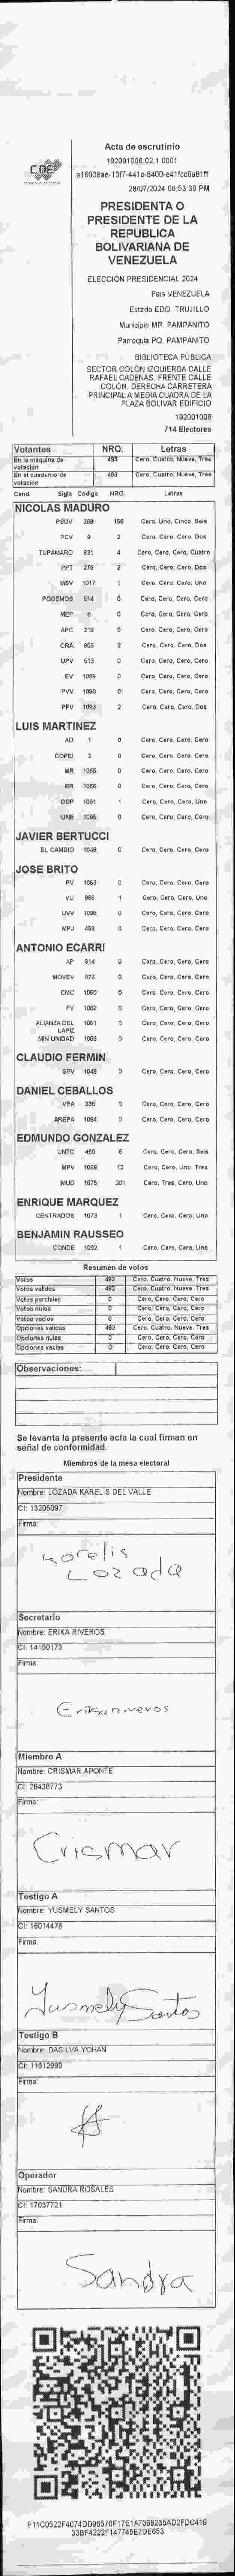 CNE
Acta de escrutinio
192001006.02.1.0001
28/07/2024 06:53:30 PM
PRESIDENTA O
PRESIDENTE DE LA
REPUBLICA
BOLIVARIANA DE
VENEZUELA
ELECCIÓN PRESIDENCIAL 2024
País VENEZUELA
Estado EDO. TRUJILLO
Municipio MP. PAMPANITO
Parroquia PQ. PAMPANITO
BIBLIOTECA PÚBLICA
SECTOR COLÓN IZQUIERDA CALLE
RAFAEL CADENAS. FRENTE CALLE
COLÓN. DERECHA CARRETERA
PRINCIPAL A MEDIA CUADRA DE LA
PLAZA BOLIVAR EDIFICIO
192001006
714 Electores
Votantes NRO. Letras
En la máquina de votación 493 Cero, Cuatro, Nueve, Tres
En el cuaderno de votación 493 Cero, Cuatro, Nueve, Tres
Cand. Sigla Código NRO. Letras
NICOLAS MADURO
PSUV 269 156 Cero, Uno, Cinco, Seis
PCV 9 2 Cero, Cero, Cero, Dos
TUPAMARO 931 4 Cero, Cero, Cero, Cuatro
PPT 276 2 Cero, Cero, Cero, Dos
MSV 1017 1 Cero, Cero, Cero, Uno
PODEMOS 514 0 Cero, Cero, Cero, Cero
MEP 6 0 Cero, Cero, Cero, Cero
APC 219 0 Cero, Cero, Cero, Cero
ORA 906 2 Cero, Cero, Cero, Dos
UPV 513 0 Cero, Cero, Cero, Cero
EV 1089 0 Cero, Cero, Cero, Cero
PVV 1090 0 Cero, Cero, Cero, Cero
PFV 1093 2 Cero, Cero, Cero, Dos
LUIS MARTINEZ
AD 1 0 Cero, Cero, Cero, Cero
COPEI 2 0 Cero, Cero, Cero, Cero
MR 1065 0 Cero, Cero, Cero, Cero
BR 1066 0 Cero, Cero, Cero, Cero
DDP 1091 1 Cero, Cero, Cero, Uno
UNE 1096 0 Cero, Cero, Cero, Cero
JAVIER BERTUCCI
EL CAMBIO 1048 0 Cero, Cero, Cero, Cero
JOSE BRITO
PV 1053 0 Cero, Cero, Cero, Cero
VU 968 1 Cero, Cero, Cero, Uno
UVV 0 Cero, Cero, Cero, Cero
MPJ 468 0 Cero, Cero, Cero, Cero
ANTONIO ECARRI
AP 914 0 Cero, Cero, Cero, Cero
MOVEV 976 0 Cero, Cero, Cero, Cero
CMC 1050 0 Cero, Cero, Cero, Cero
FV 1062 0 Cero, Cero, Cero, Cero
ALIANZA DEL LAPIZ 1051 0 Cero, Cero, Cero, Cero
MIN UNIDAD 1088 0 Cero, Cero, Cero, Cero
CLAUDIO FERMIN
SPV 1049 0 Cero, Cero, Cero, Cero
DANIEL CEBALLOS
VPA 336 0 Cero, Cero, Cero, Cero
AREPA 1094 0 Cero, Cero, Cero, Cero
EDMUNDO GONZALEZ
UNTC 460 6 Cero, Cero, Cero, Seis
MPV 1069 13 Cero, Cero, Uno, Tres
MUD 1075 301 Cero, Tres, Cero, Uno
ENRIQUE MARQUEZ
CENTRADOS 1073 1 Cero, Cero, Cero, Uno
BENJAMIN RAUSSEO
CONDE 1092 1 Cero, Cero, Cero, Uno
Resumen de votos
Votos 493 Cero, Cuatro, Nueve, Tres
Votos validos 493 Cero, Cuatro, Nueve, Tres
Votos parciales 0 Cero, Cero, Cero, Cero
Votos nulos 0 Cero, Cero, Cero, Cero
Votos vacios 0 Cero, Cero, Cero, Cero
Opciones validas 493 Cero, Cuatro, Nueve, Tres
Opciones nulas 0 Cero, Cero, Cero, Cero
Opciones vacias 0 Cero, Cero, Cero, Cero
Observaciones:
Se levanta la presente acta la cual firman en
señal de conformidad.
Miembros de la mesa electoral
Presidente
Nombre: LOZADA KARELIS DEL VALLE
CI: 13205097
Firma:
Karelis
Lozada
Secretario
Nombre: ERIKA RIVEROS
CI: 14150173
Firma:
Erika riveros
Miembro A
Nombre: CRISMAR APONTE
CI: 28438773
Firma:
Crismar
Testigo A
Nombre: YUSMELY SANTOS
CI: 16014476
Firma:
Yusmely Santos
Testigo B
Nombre: DASILVA YOHAN
CI: 11612980
Firma:
Operador
Nombre: SANDRA ROSALES
CI: 17037721
Firma:
Sandra